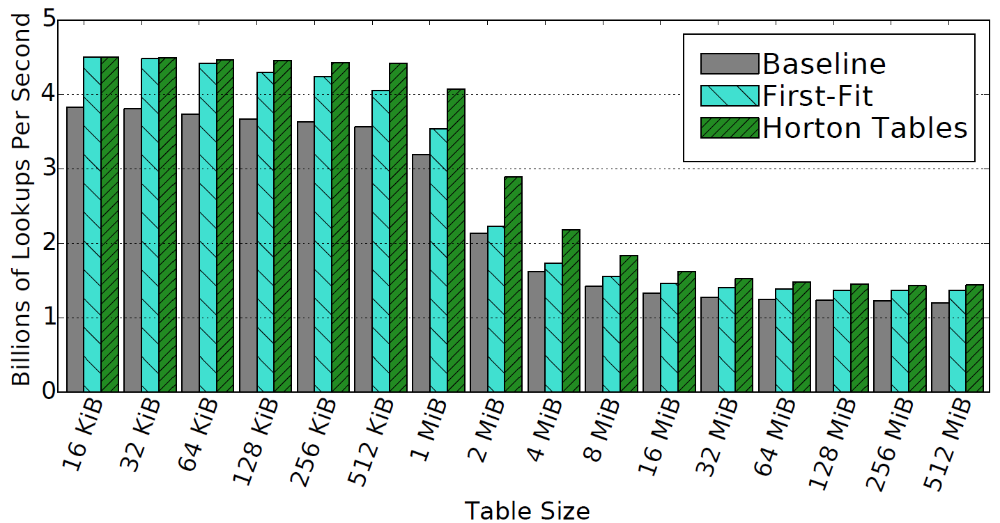 Billions of Lookups Per Second
5
4
3
2
1
0
Baseline
First-Fit
Horton Tables
16 KiB
32 KiB
64 KiB
128 KiB
256 KiB
512 KiB
1 MiB
2 MiB
4 MiB
8 MiB
16 MiB
32 MiB
64 MiB
128 MiB
256 MiB
512 MiB
Table Size